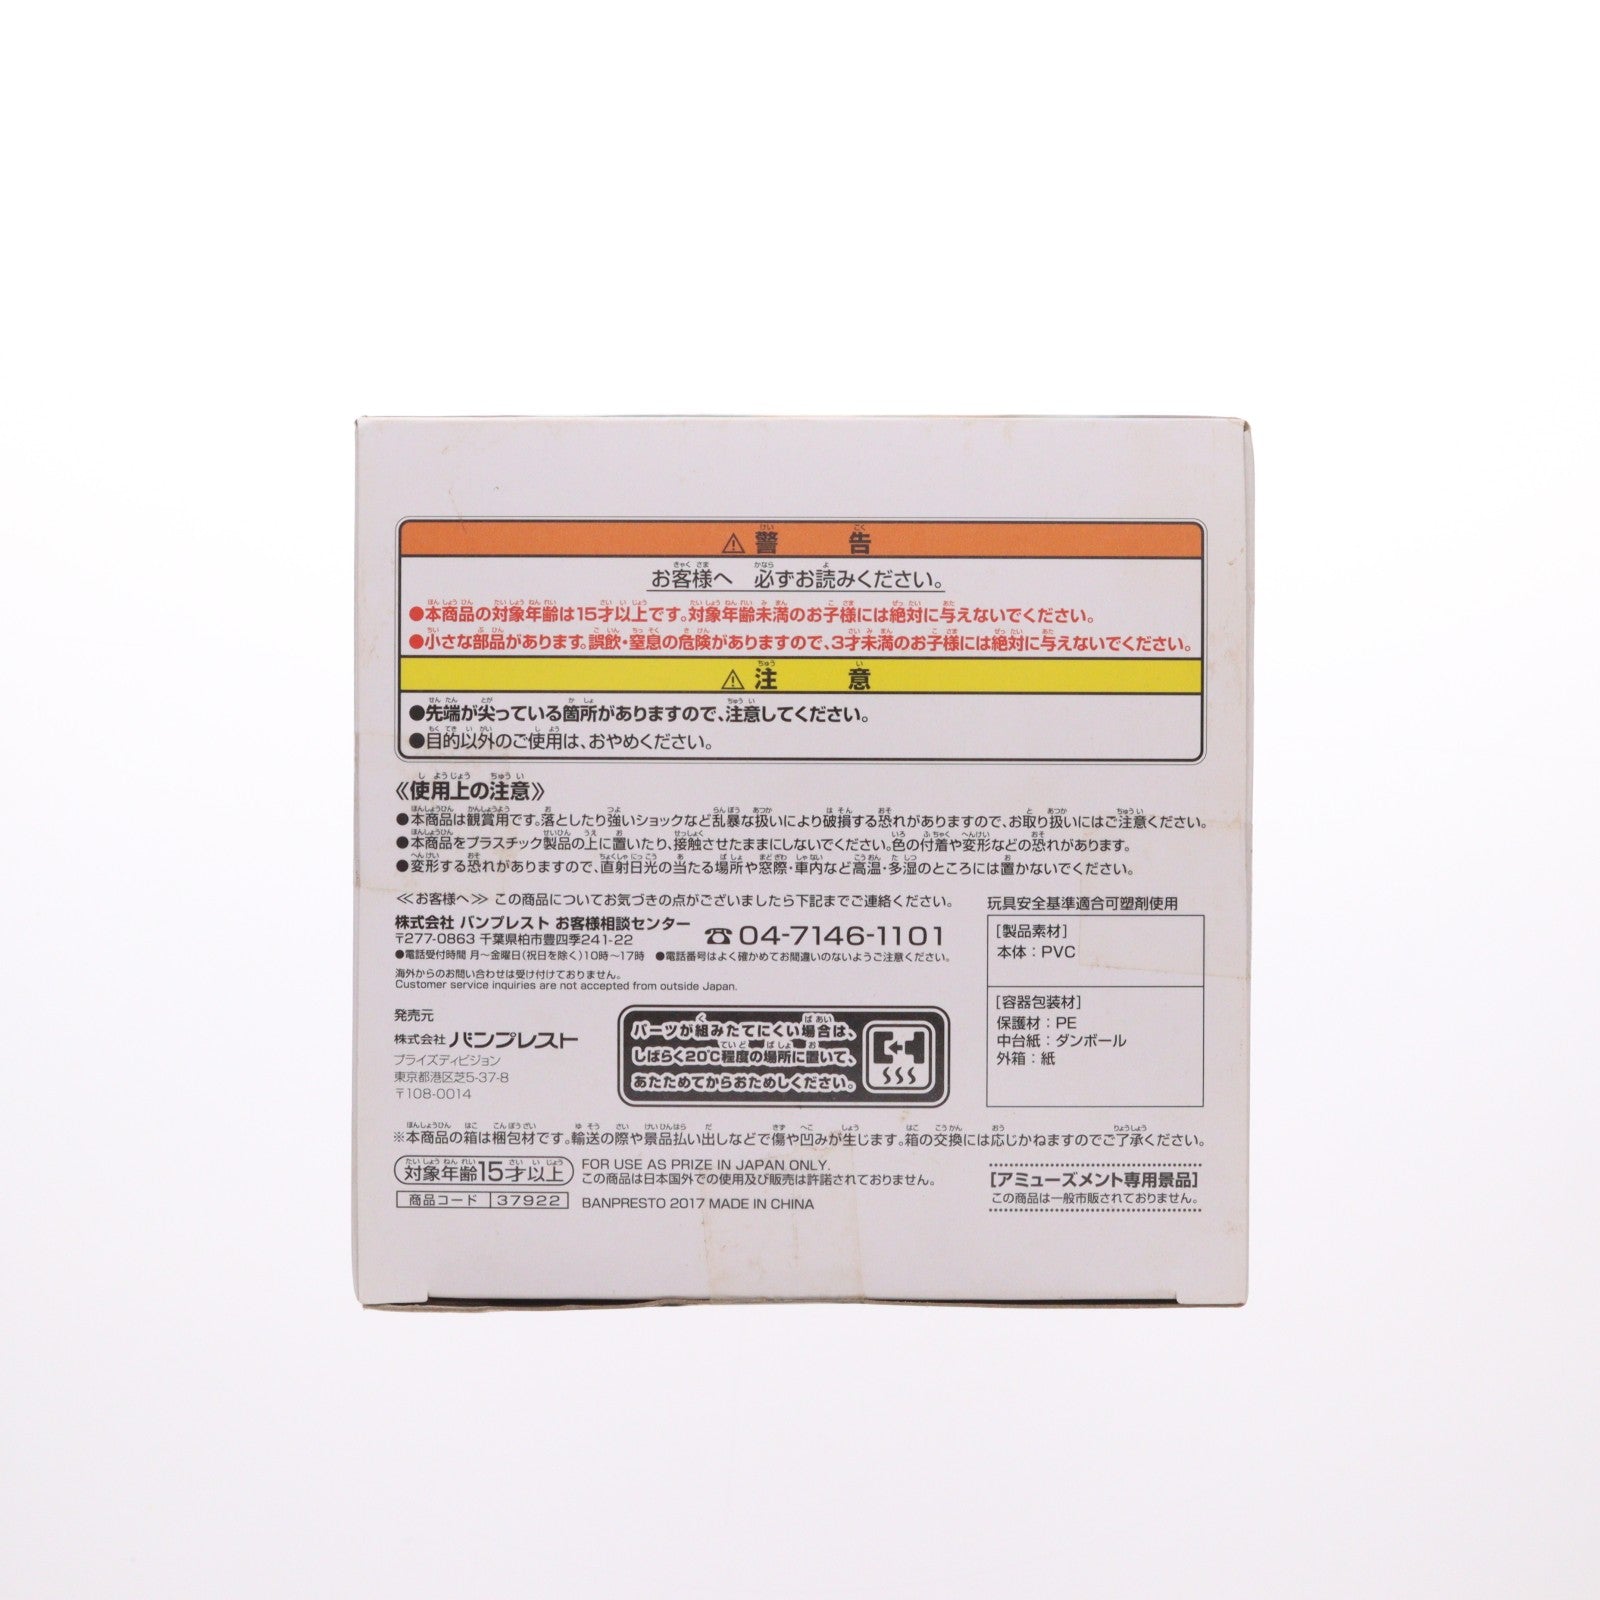 ⚠警告
お客様へ 必ずお読みください。
●本商品の対象年齢は15才以上です。対象年齢未満のお子様には絶対に与えないでください。
●小さな部品があります。誤飲・窒息の危険がありますので、3才未満のお子様には絶対に与えないでください。
⚠注意
●先端が尖っている箇所がありますので、注意してください。
●目的以外のご使用は、おやめください。
《使用上の注意》
●本商品は観賞用です。落としたり強いショックなど乱暴な扱いにより破損する恐れがありますので、お取り扱いにはご注意ください。
●本商品をプラスチック製品の上に置いたり、接触させたままにしないでください。色の付着や変形などの恐れがあります。
●変形する恐れがありますので、直射日光の当たる場所や窓際・車内など高温・多湿のところには置かないでください。
≪お客様へ≫ この商品についてお気づきの点がございましたら下記までご連絡ください。
株式会社 バンプレスト お客様相談センター
〒277-0863 千葉県柏市豊四季241-22
☎04-7146-1101
●電話受付時間 月〜金曜日(祝日を除く)10時〜17時 ●電話番号はよく確かめてお間違いのないようご注意ください。
海外からのお問い合わせは受け付けておりません。
Customer service inquiries are not accepted from outside Japan.
発売元
株式会社 バンプレスト
プライズディビジョン
東京都港区芝5-37-8
〒108-0014
パーツが組みたてにくい場合は、
しばらく20℃程度の場所に置いて、
あたためてからおためしください。
玩具安全基準適合可塑剤使用
[製品素材]
本体：PVC
[容器包装材]
保護材：PE
中台紙：ダンボール
外箱：紙
※本商品の箱は梱包材です。輸送の際や景品払い出しなどで傷や凹みが生じます。箱の交換には応じかねますのでご了承ください。
対象年齢15才以上
商品コード 37922
FOR USE AS PRIZE IN JAPAN ONLY.
この商品は日本国外での使用及び販売は許諾されておりません。
BANPRESTO 2017 MADE IN CHINA
[アミューズメント専用景品]
この商品は一般市販されておりません。